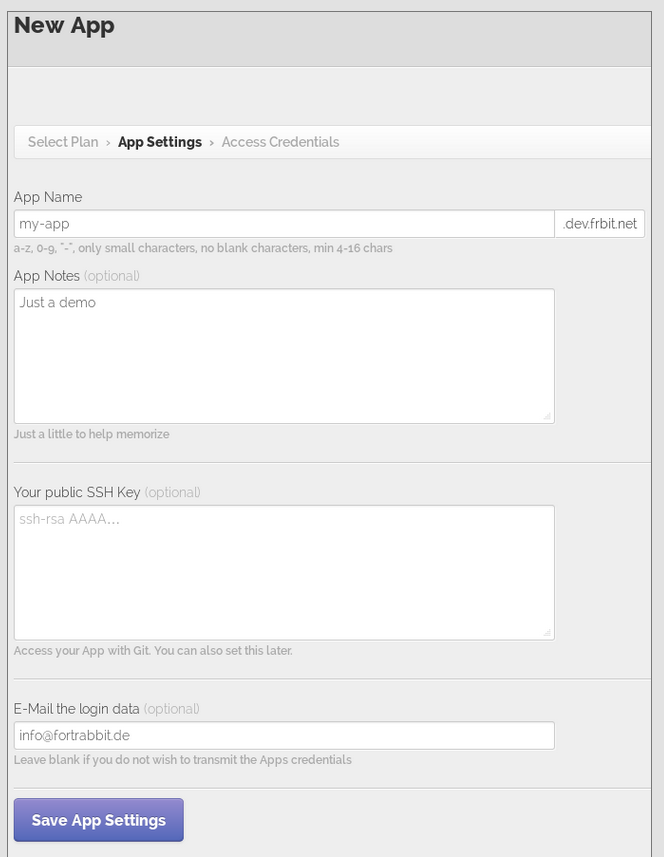 New App
Select Plan › App Settings › Access Credentials
App Name
my-app .dev.frbit.net
a-z, 0-9, "-", only small characters, no blank characters, min 4-16 chars
App Notes (optional)
Just a demo
Just a little to help memorize
Your public SSH Key (optional)
ssh-rsa AAAA...
Access your App with Git. You can also set this later.
E-Mail the login data (optional)
info@fortrabbit.de
Leave blank if you do not wish to transmit the Apps credentials
Save App Settings